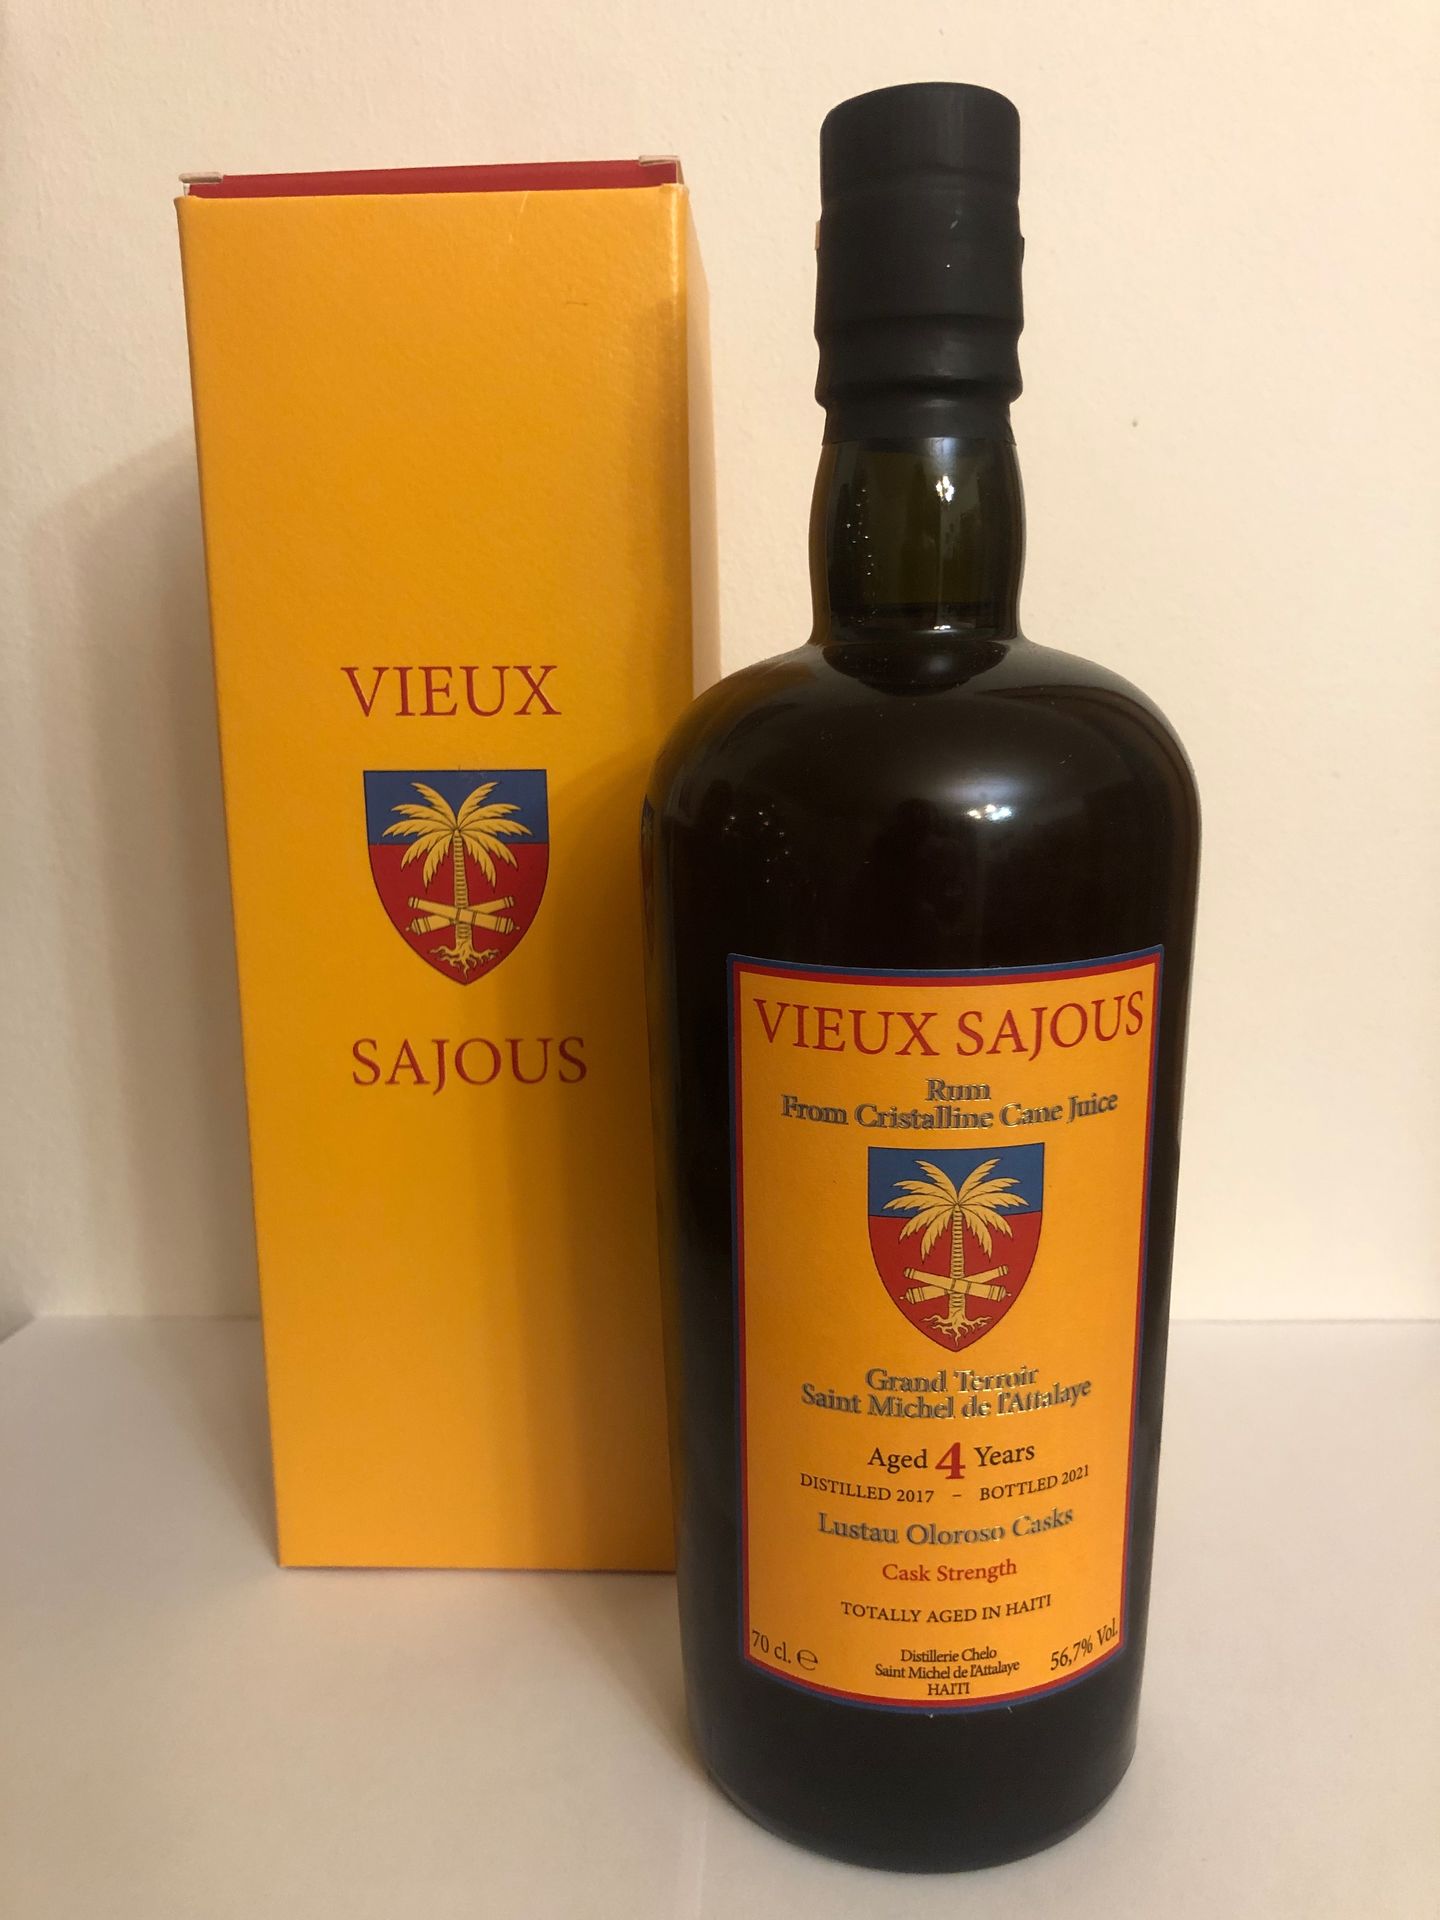 VIEUX
SAJOUS
VIEUX SAJOUS
Rum
From Cristalline Cane Juice
Grand Terroir
Saint Michel de l'Attalaye
Aged 4 Years
DISTILLED 2017 - BOTTLED 2021
Lustau Oloroso Casks
Cask Strength
TOTALLY AGED IN HAITI
70 cl. ℮
Distillerie Chelo
Saint Michel de l'Attalaye
HAITI
56,7% Vol.